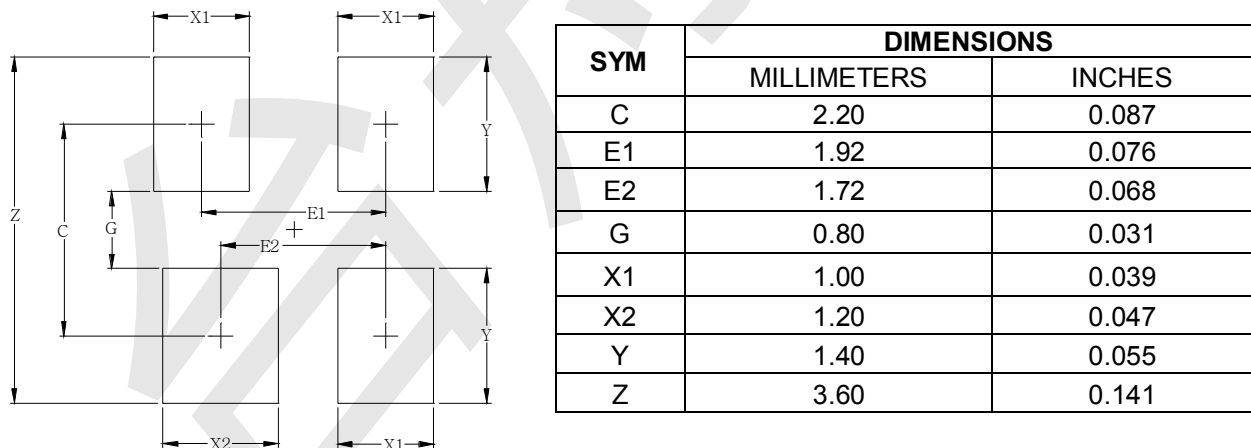 X1 X1
Z
C
G
Y
E1
E2
Y
X2 X1
SYM DIMENSIONS
MILLIMETERS INCHES
C 2.20 0.087
E1 1.92 0.076
E2 1.72 0.068
G 0.80 0.031
X1 1.00 0.039
X2 1.20 0.047
Y 1.40 0.055
Z 3.60 0.141